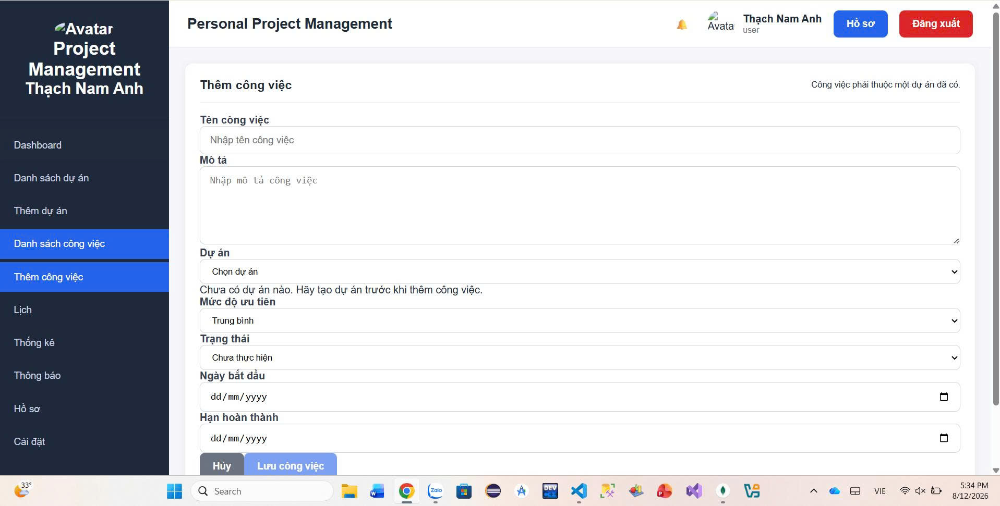 Avatar
Project
Management
Thạch Nam Anh
Dashboard
Danh sách dự án
Thêm dự án
Danh sách công việc
Thêm công việc
Lịch
Thống kê
Thông báo
Hồ sơ
Cài đặt
Personal Project Management
Avata
Thạch Nam Anh
user
Hồ sơ
Đăng xuất
Thêm công việc
Công việc phải thuộc một dự án đã có.
Tên công việc
Nhập tên công việc
Mô tả
Nhập mô tả công việc
Dự án
Chọn dự án
Chưa có dự án nào. Hãy tạo dự án trước khi thêm công việc.
Mức độ ưu tiên
Trung bình
Trạng thái
Chưa thực hiện
Ngày bắt đầu
dd/mm/yyyy
Hạn hoàn thành
dd/mm/yyyy
Hủy
Lưu công việc
33°
Search
W
Zalo
DEV
C++
P
VIE
5:34 PM
8/12/2026